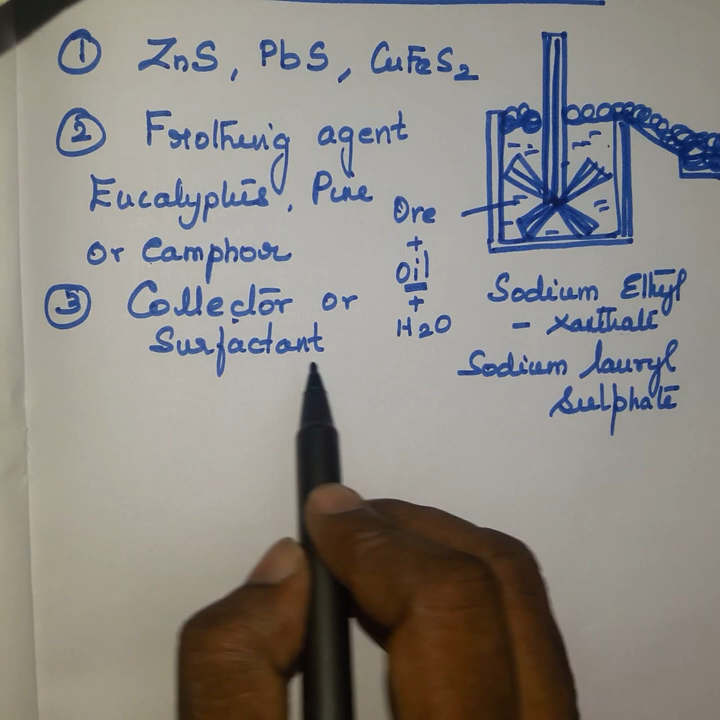 ① ZnS, PbS, CuFeS2
② Frothing agent
Eucalyptus, Pine
or Camphor
③ Collector or
Surfactant
Ore
+
Oil
+
H2O
Sodium Ethyl
- Xanthate
Sodium lauryl
Sulphate